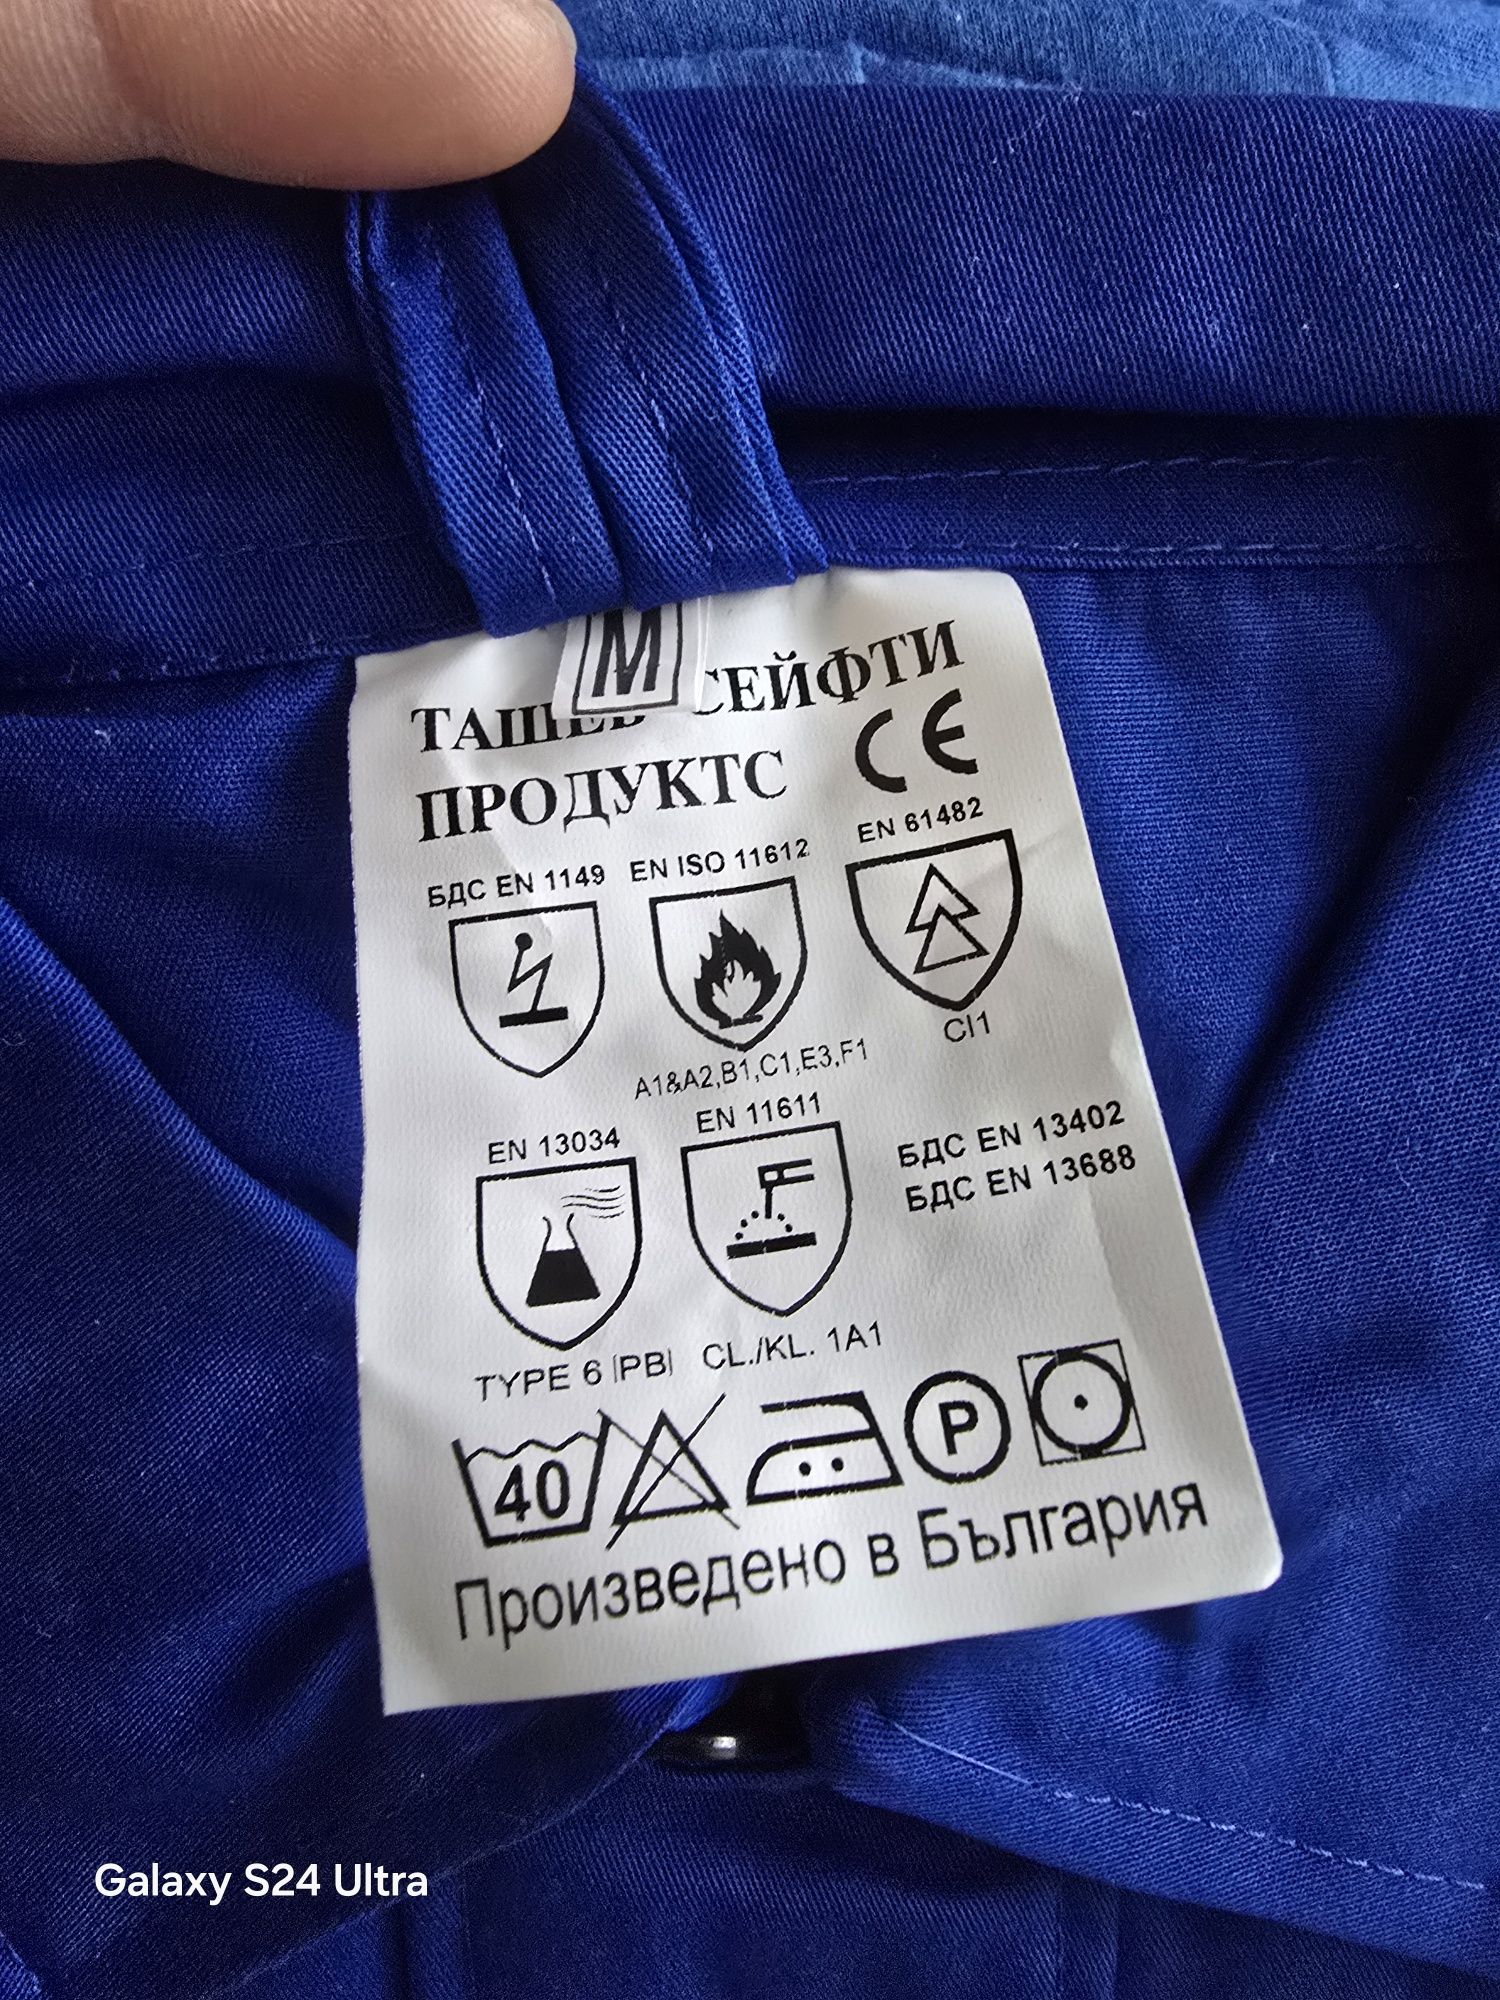 M
ТАШЕВ СЕЙФТИ
ПРОДУКТС CE
БДС EN 1149 EN ISO 11612 EN 61482
A1&A2,B1,C1,E3,F1 Cl1
EN 13034 EN 11611
БДС EN 13402
БДС EN 13688
TYPE 6 |PB| CL./KL. 1A1
40 P
Произведено в България
Galaxy S24 Ultra